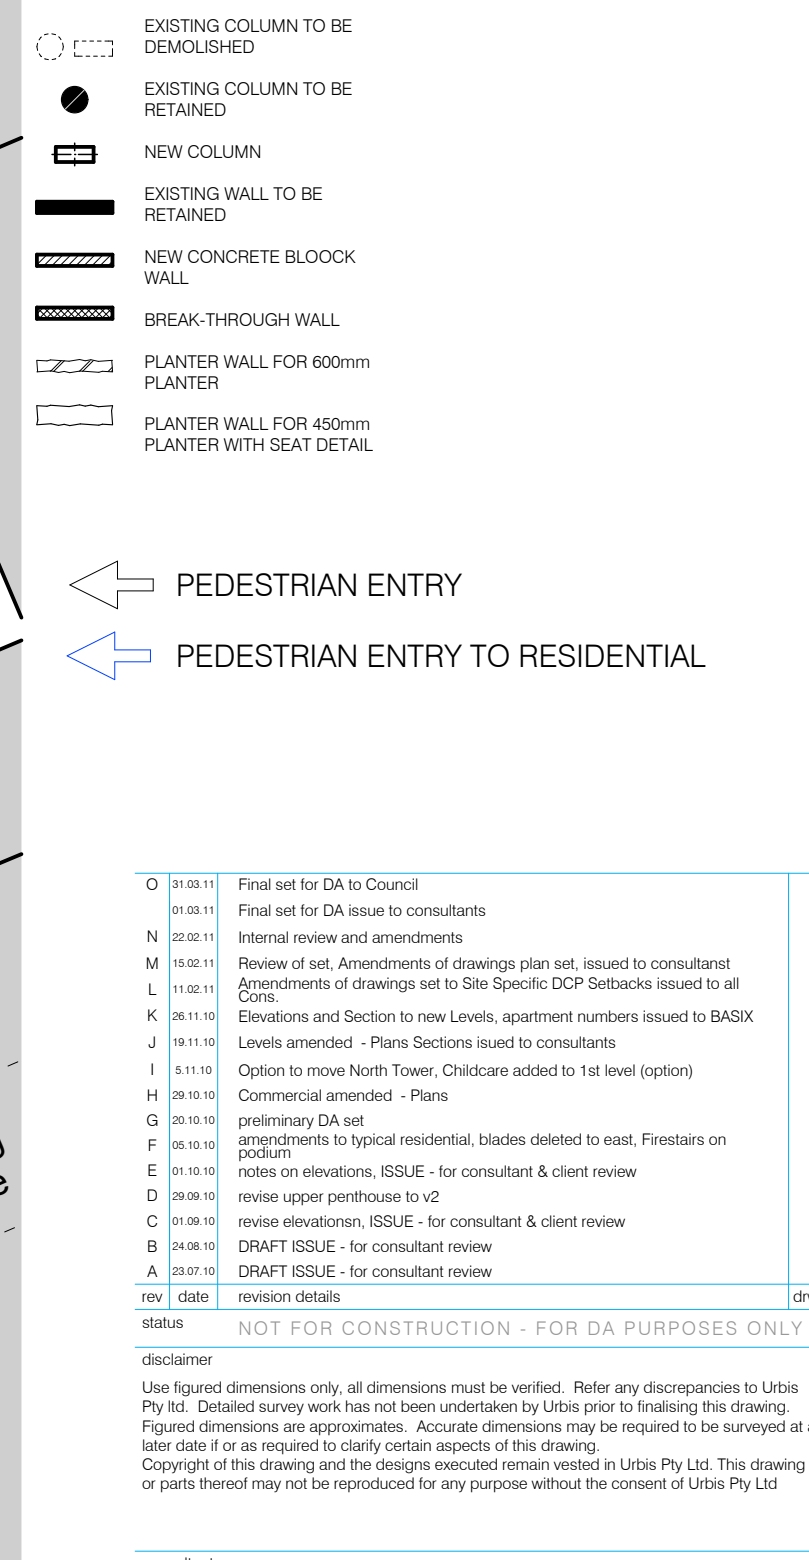 EXISTING COLUMN TO BE
DEMOLISHED
EXISTING COLUMN TO BE
RETAINED
NEW COLUMN
EXISTING WALL TO BE
RETAINED
NEW CONCRETE BLOOCK
WALL
BREAK-THROUGH WALL
PLANTER WALL FOR 600mm
PLANTER
PLANTER WALL FOR 450mm
PLANTER WITH SEAT DETAIL
PEDESTRIAN ENTRY
PEDESTRIAN ENTRY TO RESIDENTIAL
O 31.03.11 Final set for DA to Council
01.03.11 Final set for DA issue to consultants
N 22.02.11 Internal review and amendments
M 15.02.11 Review of set, Amendments of drawings plan set, issued to consultanst
L 11.02.11 Amendments of drawings set to Site Specific DCP Setbacks issued to all
Cons.
K 26.11.10 Elevations and Section to new Levels, apartment numbers issued to BASIX
J 19.11.10 Levels amended - Plans Sections isued to consultants
I 5.11.10 Option to move North Tower, Childcare added to 1st level (option)
H 29.10.10 Commercial amended - Plans
G 20.10.10 preliminary DA set
F 05.10.10 amendments to typical residential, blades deleted to east, Firestairs on
podium
E 01.10.10 notes on elevations, ISSUE - for consultant & client review
D 29.09.10 revise upper penthouse to v2
C 01.09.10 revise elevationsn, ISSUE - for consultant & client review
B 24.08.10 DRAFT ISSUE - for consultant review
A 23.07.10 DRAFT ISSUE - for consultant review
rev date revision details
status NOT FOR CONSTRUCTION - FOR DA PURPOSES ONLY
disclaimer
Use figured dimensions only, all dimensions must be verified. Refer any discrepancies to Urbis
Pty ltd. Detailed survey work has not been undertaken by Urbis prior to finalising this drawing.
Figured dimensions are approximates. Accurate dimensions may be required to be surveyed at a
later date if or as required to clarify certain aspects of this drawing.
Copyright of this drawing and the designs executed remain vested in Urbis Pty Ltd. This drawing
or parts thereof may not be reproduced for any purpose without the consent of Urbis Pty Ltd